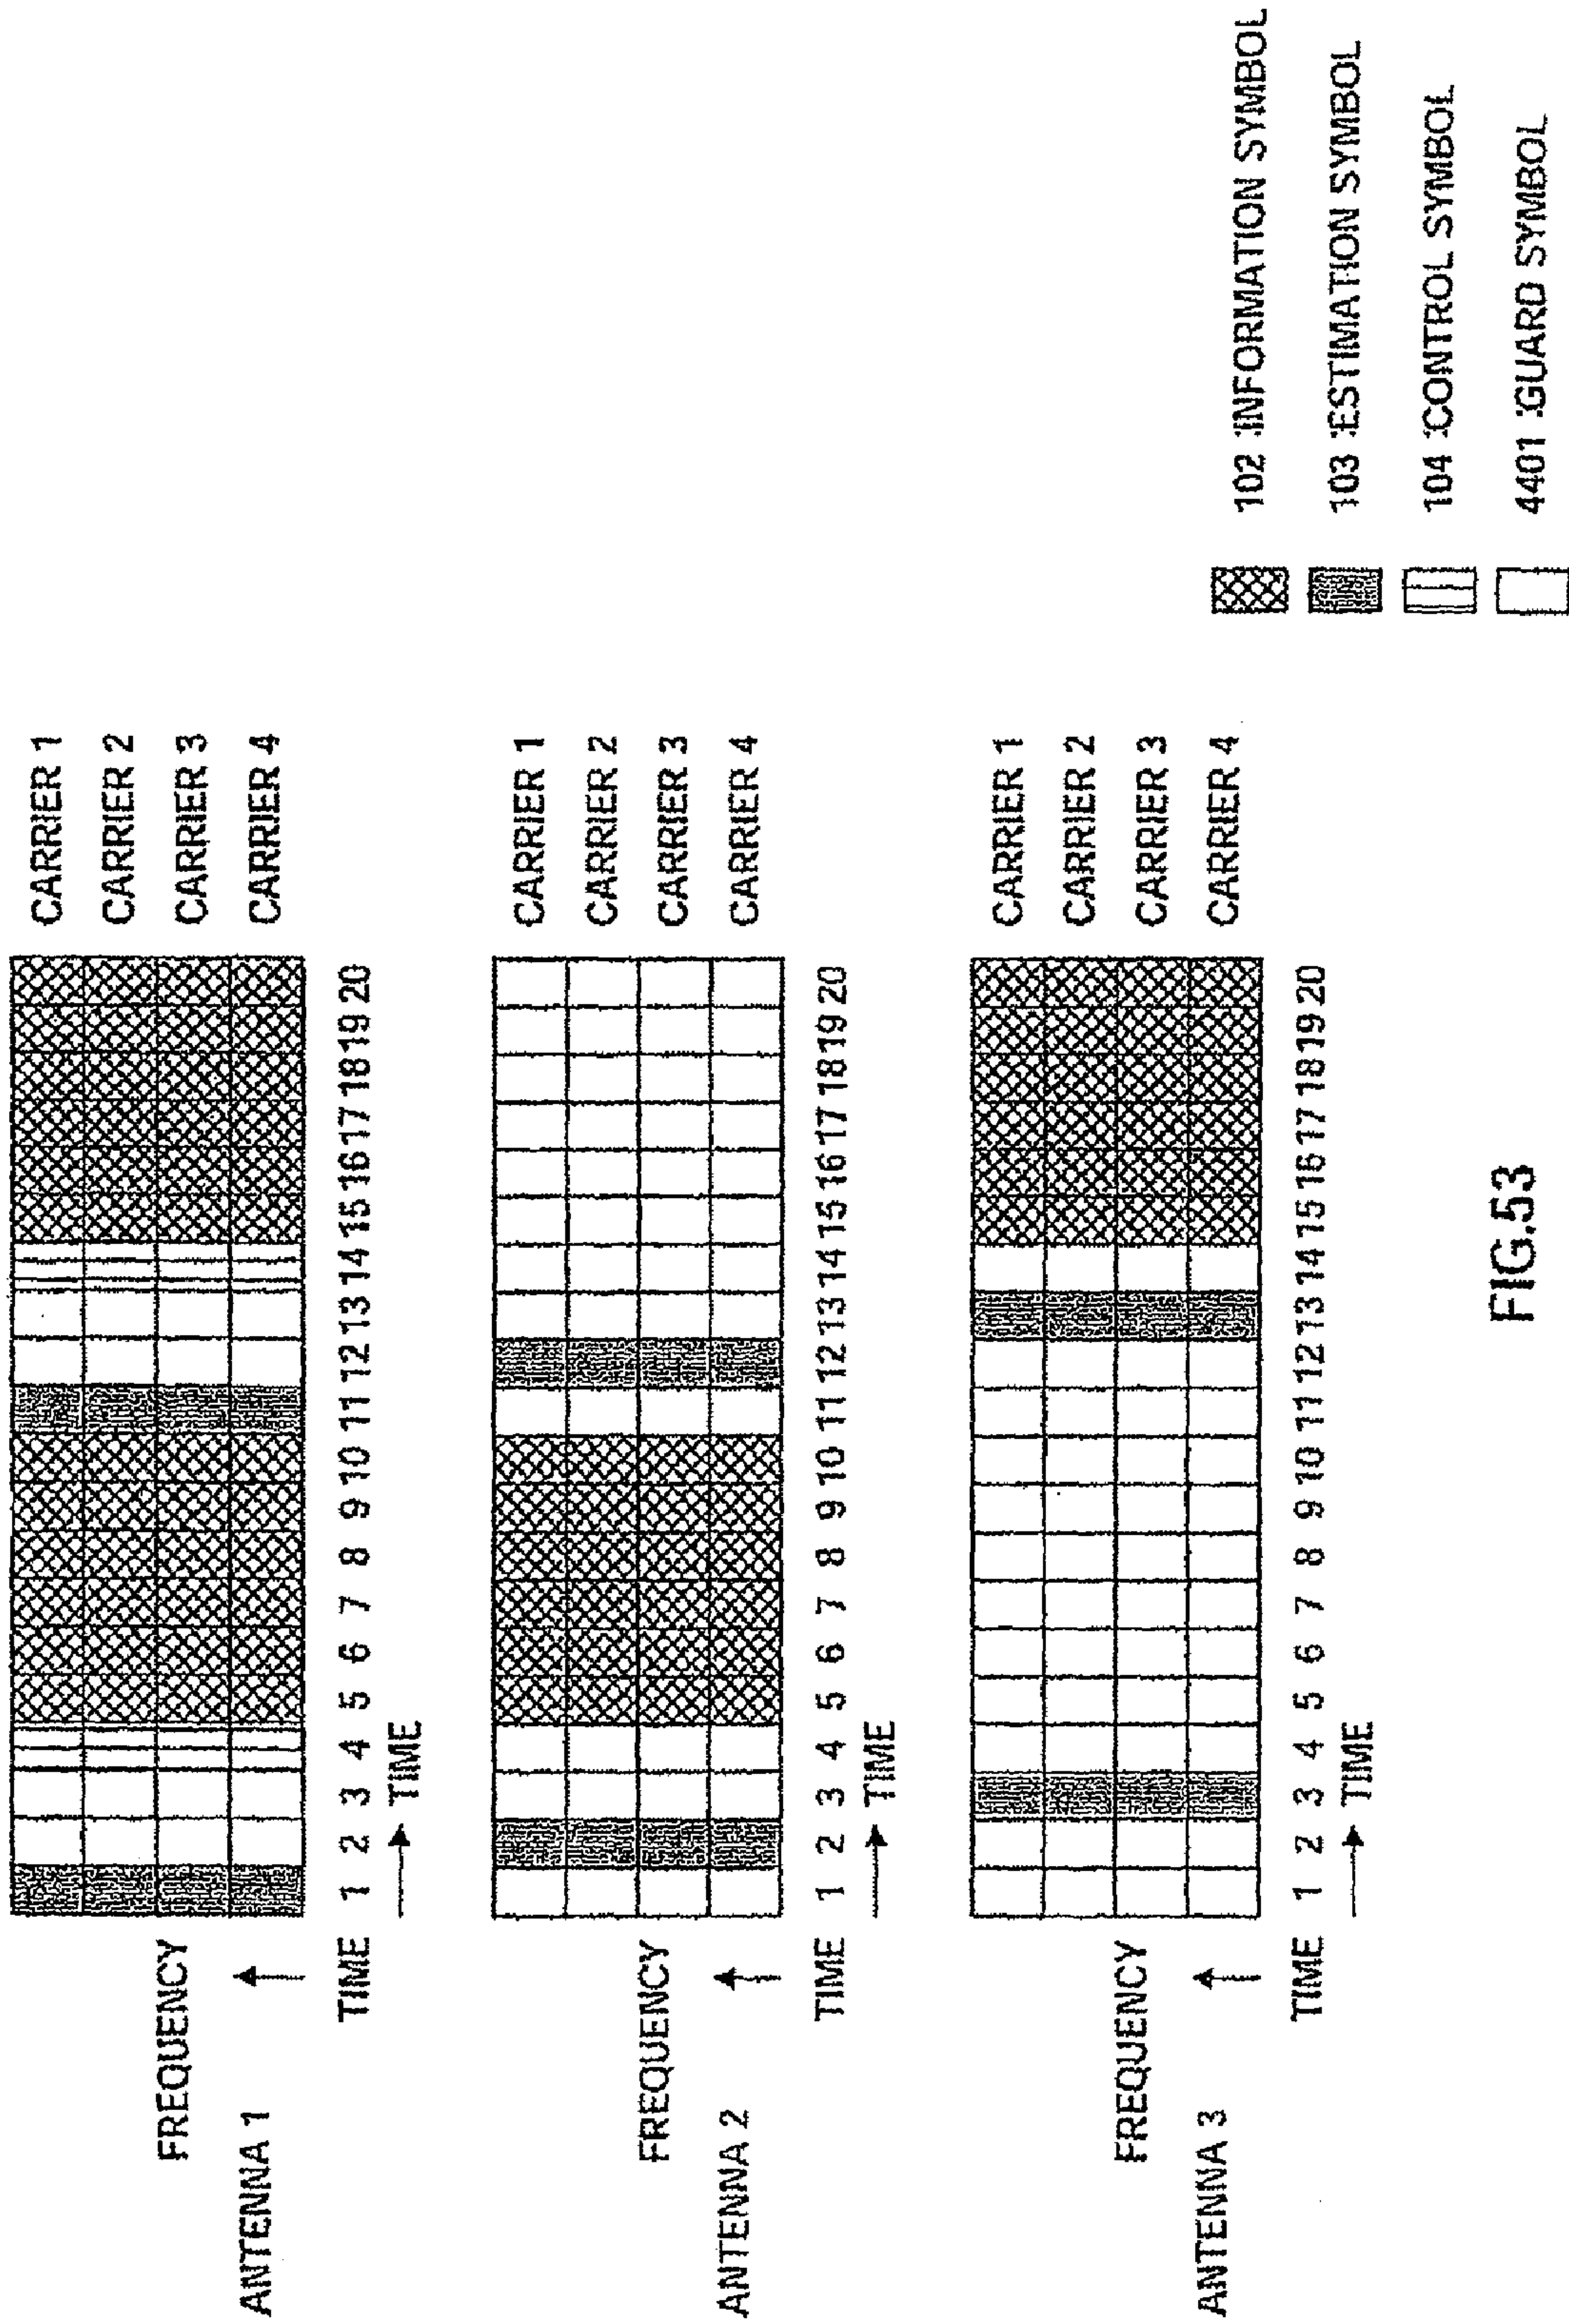 FREQUENCY
ANTENNA 1
CARRIER 1
CARRIER 2
CARRIER 3
CARRIER 4
TIME 1 2 3 4 5 6 7 8 9 10 11 12 13 14 15 16 17 18 19 20
TIME
FREQUENCY
ANTENNA 2
CARRIER 1
CARRIER 2
CARRIER 3
CARRIER 4
TIME 1 2 3 4 5 6 7 8 9 10 11 12 13 14 15 16 17 18 19 20
TIME
FREQUENCY
ANTENNA 3
CARRIER 1
CARRIER 2
CARRIER 3
CARRIER 4
TIME 1 2 3 4 5 6 7 8 9 10 11 12 13 14 15 16 17 18 19 20
TIME
102 :INFORMATION SYMBOL
103 :ESTIMATION SYMBOL
104 :CONTROL SYMBOL
4401 :GUARD SYMBOL
FIG.53